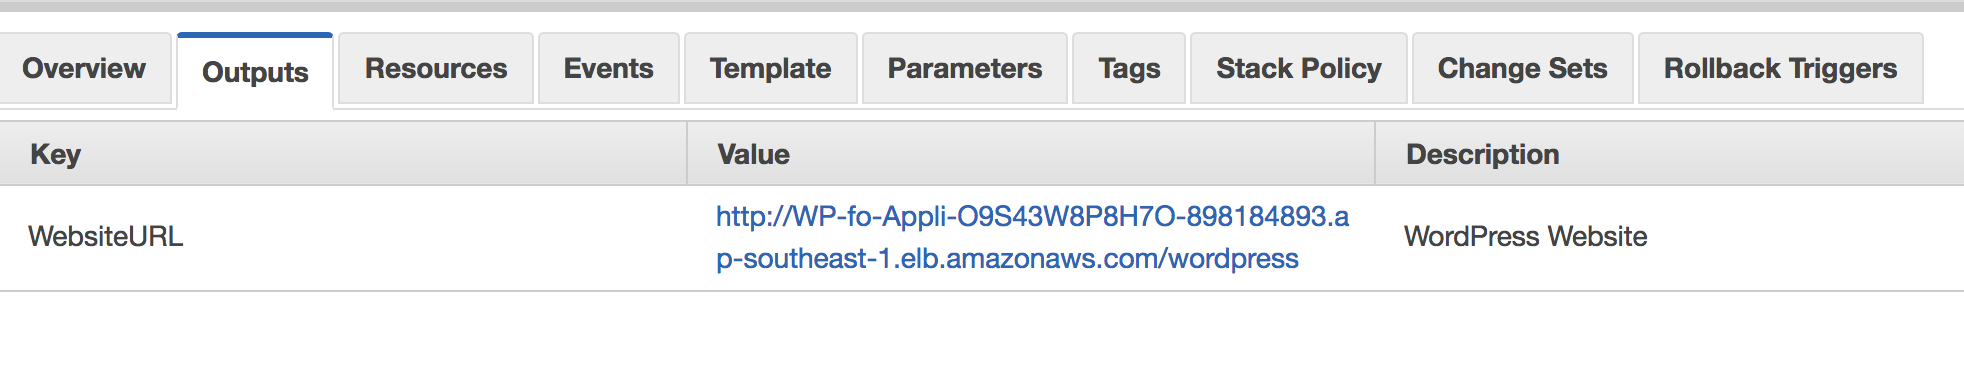 Overview Outputs Resources Events Template Parameters Tags Stack Policy Change Sets Rollback Triggers
Key Value Description
WebsiteURL http://WP-fo-Appli-O9S43W8P8H7O-898184893.a WordPress Website
p-southeast-1.elb.amazonaws.com/wordpress